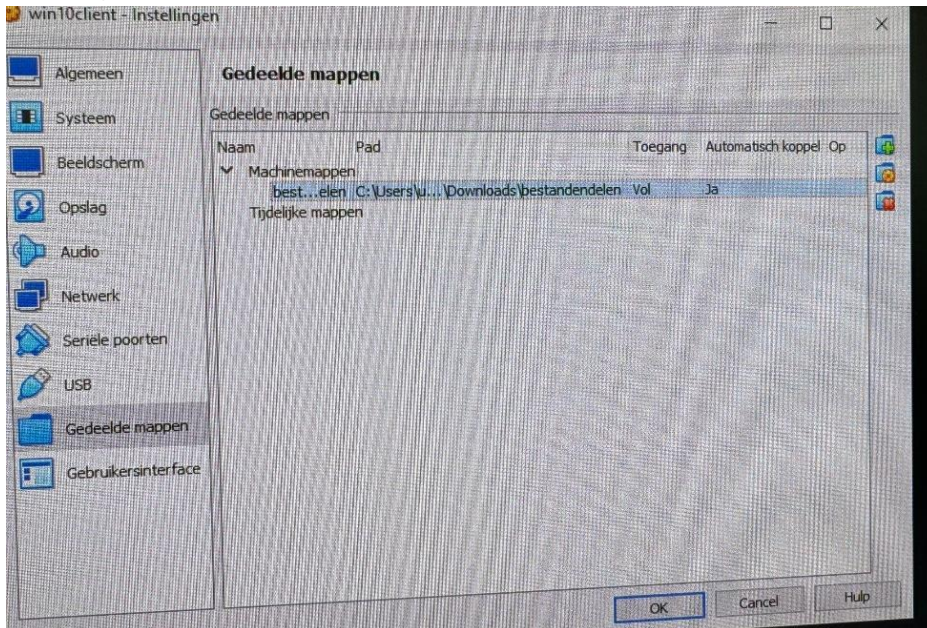 win10client - Instellingen
Algemeen
Systeem
Beeldscherm
Opslag
Audio
Netwerk
Seriële poorten
USB
Gedeelde mappen
Gebruikersinterface
Gedeelde mappen
Gedeelde mappen
Naam Pad Toegang Automatisch koppel Op
Machinemappen
best...elen C:\Users\u...\Downloads\bestandendelen Vol Ja
Tijdelijke mappen
OK Cancel Hulp